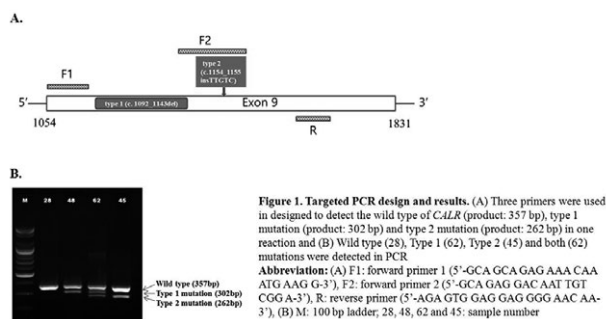 A.
F2
type 2
(c.1154_1155
insTTGTC)
F1
5’ type 1 (c. 1092_1143del) Exon 9 3’
1054 R 1831
B.
M 28 48 62 45
Wild type (357bp)
Type 1 mutation (302bp)
Type 2 mutation (262bp)
Figure 1. Targeted PCR design and results. (A) Three primers were used
in designed to detect the wild type of CALR (product: 357 bp), type 1
mutation (product: 302 bp) and type 2 mutation (product: 262 bp) in one
reaction and (B) Wild type (28), Type 1 (62), Type 2 (45) and both (62)
mutations were detected in PCR
Abbreviation: (A) F1: forward primer 1 (5’-GCA GCA GAG AAA CAA
ATG AAG G-3’), F2: forward primer 2 (5’-GCA GAG GAC AAT TGT
CGG A-3’), R: reverse primer (5’-AGA GTG GAG GAG GGG AAC AA-
3’), (B) M: 100 bp ladder; 28, 48, 62 and 45: sample number